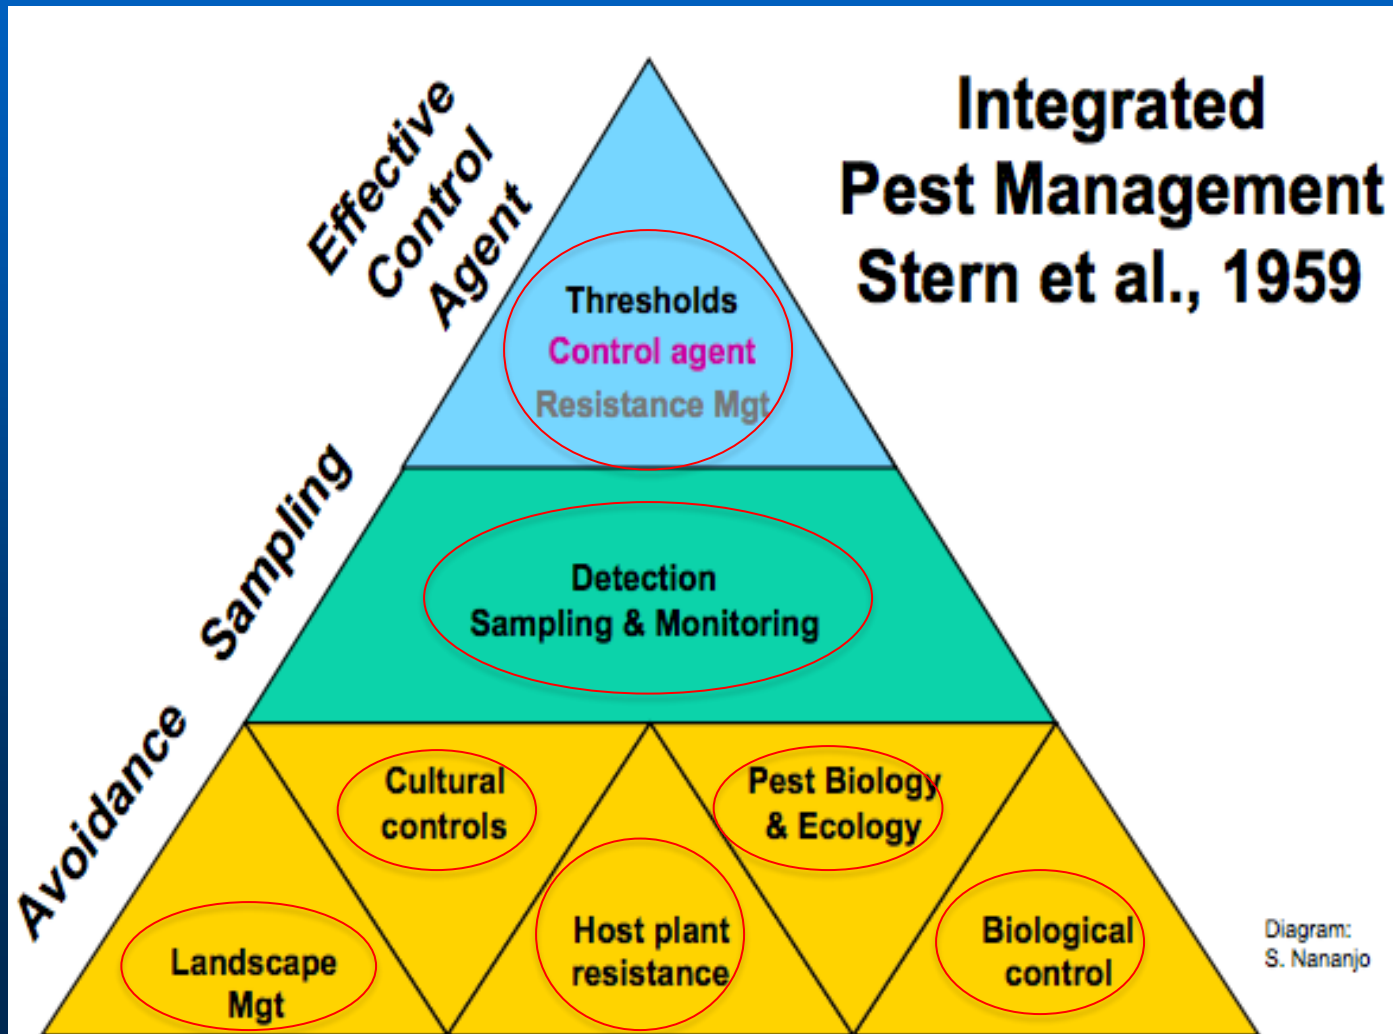 Integrated
Pest Management
Stern et al., 1959
Effective
Control
Agent
Thresholds
Control agent
Resistance Mgt
Sampling
Detection
Sampling & Monitoring
Avoidance
Cultural
controls
Pest Biology
& Ecology
Landscape
Mgt
Host plant
resistance
Biological
control
Diagram:
S. Nananjo